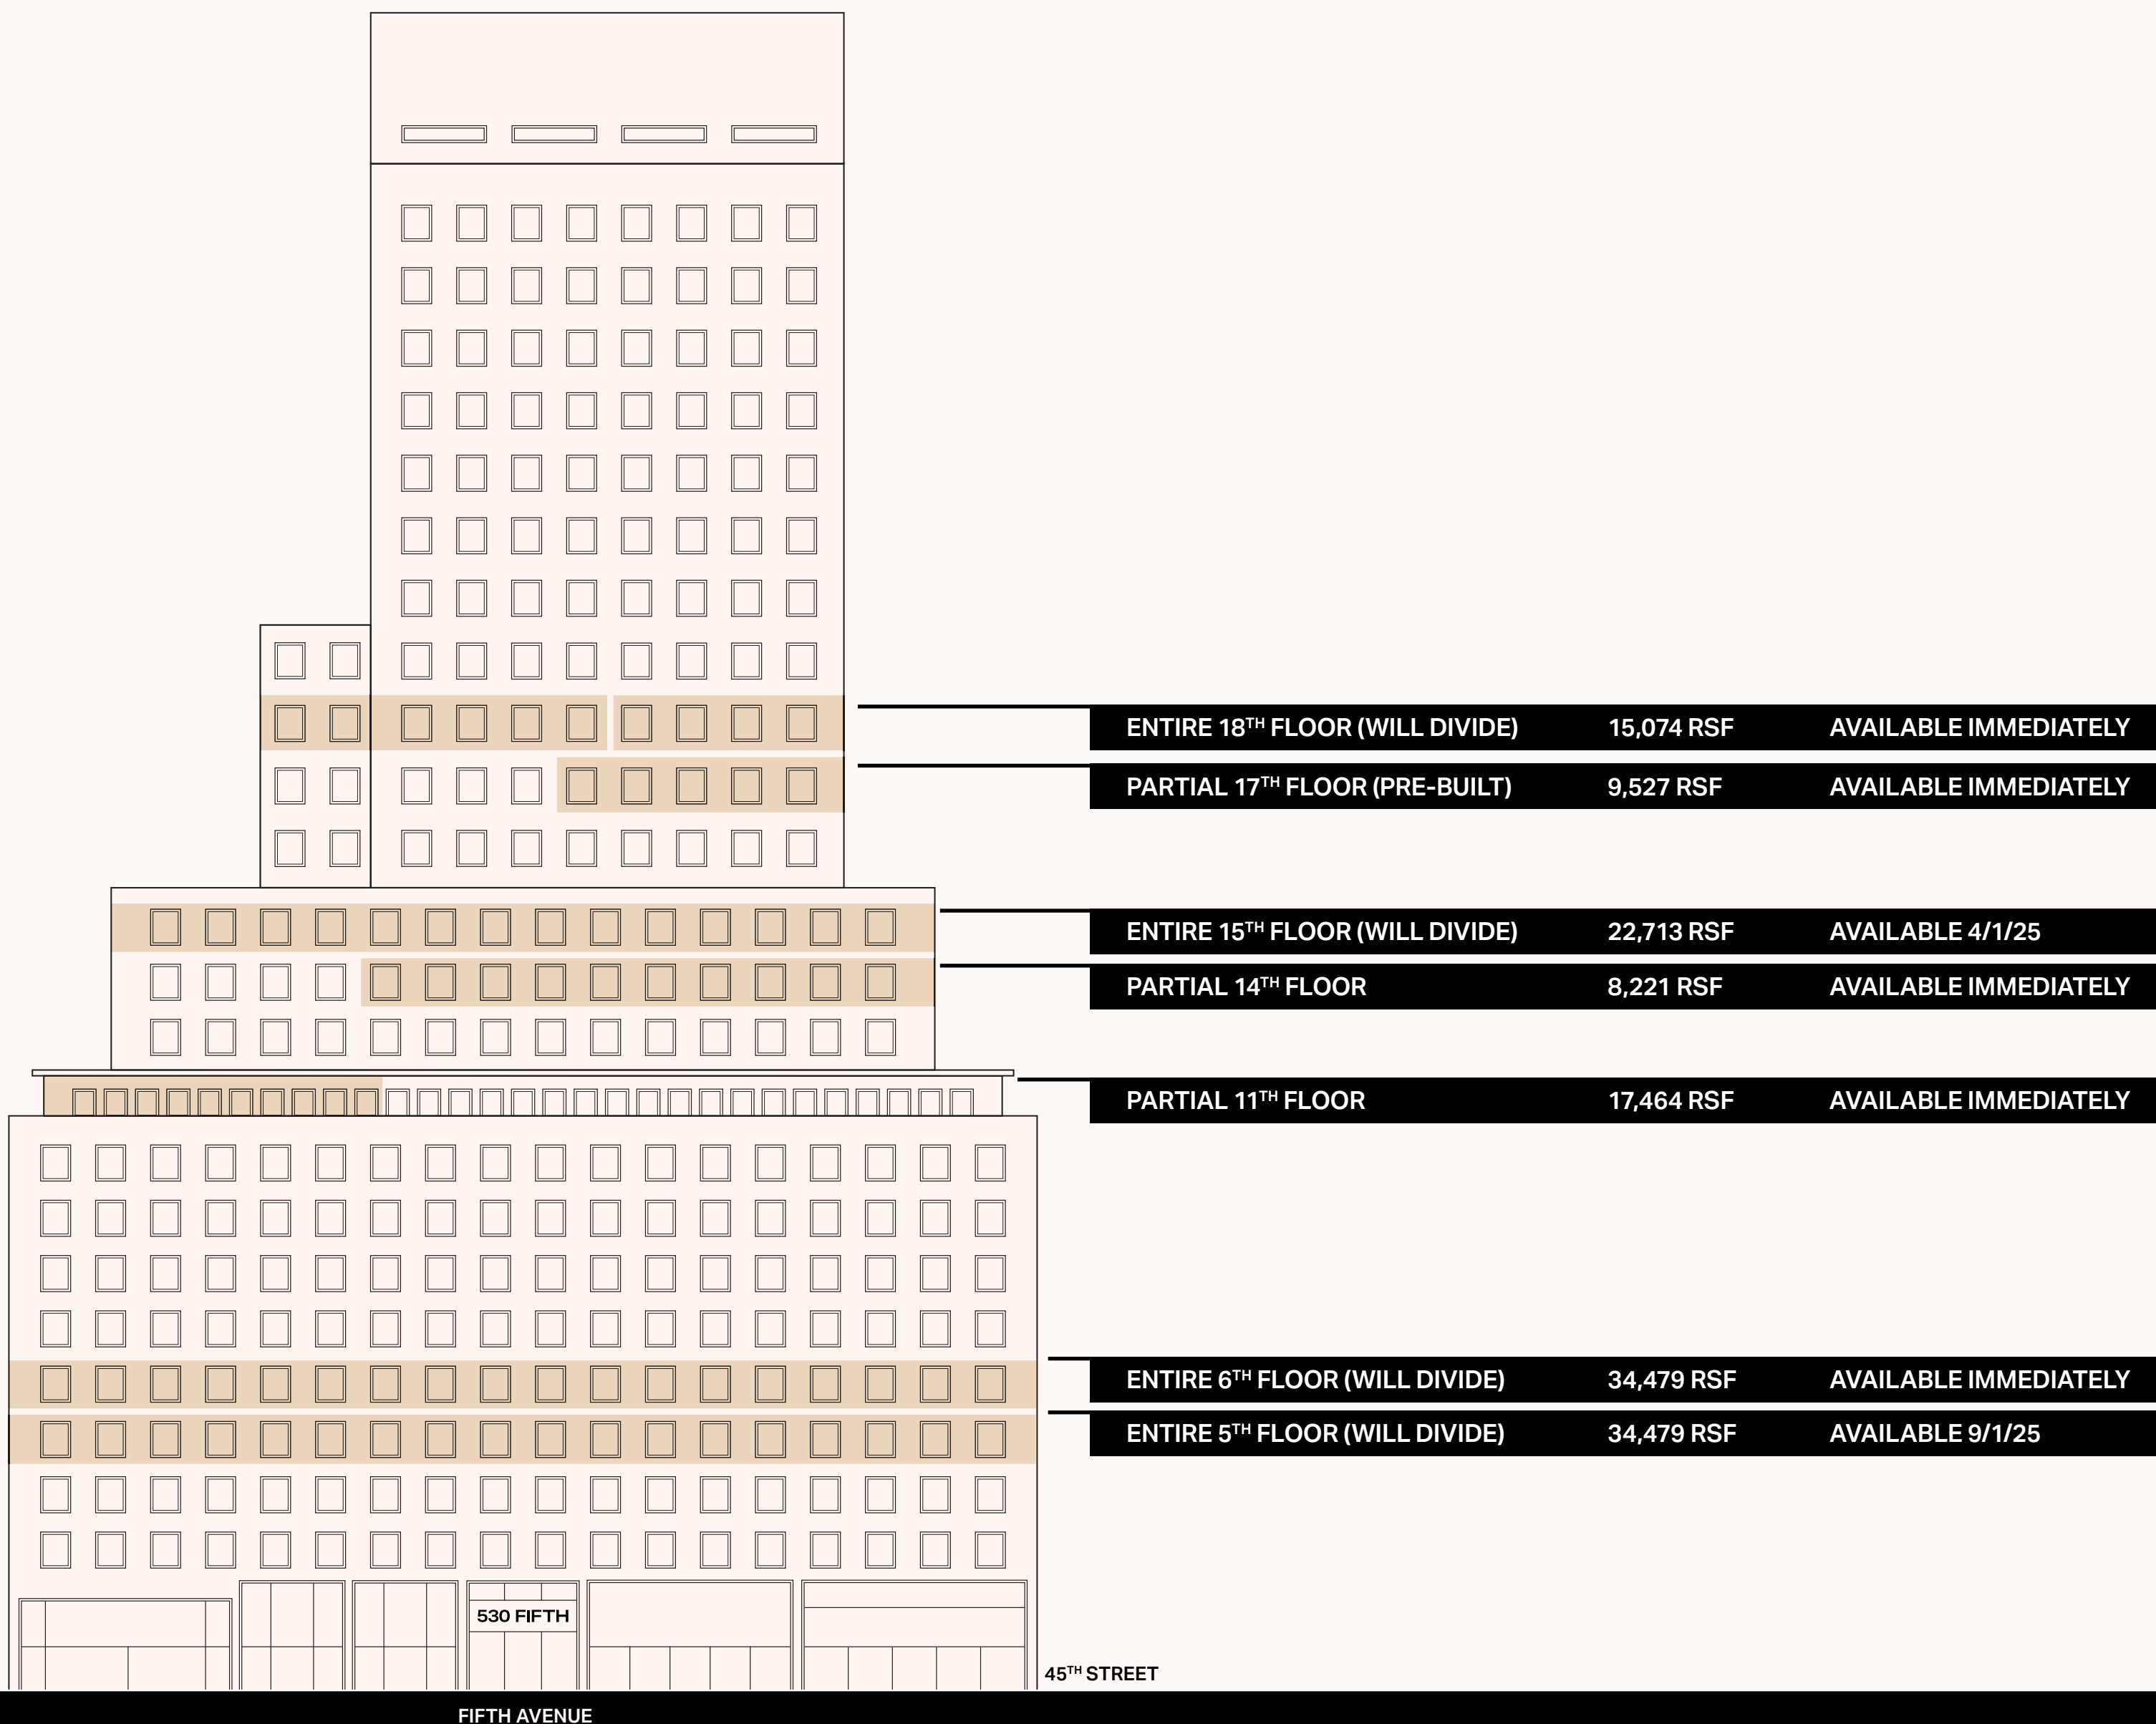 ENTIRE 18TH FLOOR (WILL DIVIDE) 15,074 RSF AVAILABLE IMMEDIATELY
PARTIAL 17TH FLOOR (PRE-BUILT) 9,527 RSF AVAILABLE IMMEDIATELY
ENTIRE 15TH FLOOR (WILL DIVIDE) 22,713 RSF AVAILABLE 4/1/25
PARTIAL 14TH FLOOR 8,221 RSF AVAILABLE IMMEDIATELY
PARTIAL 11TH FLOOR 17,464 RSF AVAILABLE IMMEDIATELY
ENTIRE 6TH FLOOR (WILL DIVIDE) 34,479 RSF AVAILABLE IMMEDIATELY
ENTIRE 5TH FLOOR (WILL DIVIDE) 34,479 RSF AVAILABLE 9/1/25
530 FIFTH
45TH STREET
FIFTH AVENUE